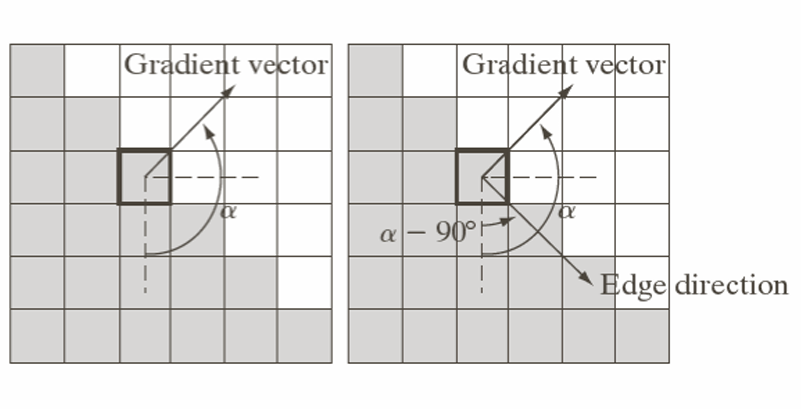 Gradient vector
α
Gradient vector
α
α − 90°
Edge direction